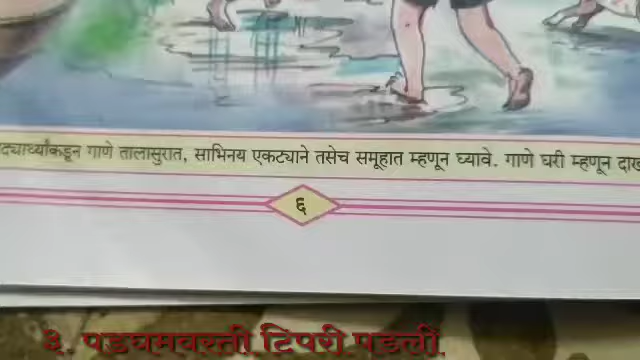 द्यार्थ्यांकडून गाणे तालासुरात, साभिनय एकट्याने तसेच समूहात म्हणून घ्यावे. गाणे घरी म्हणून दाख
६
३. पडघमवरती टिपरी पडली.